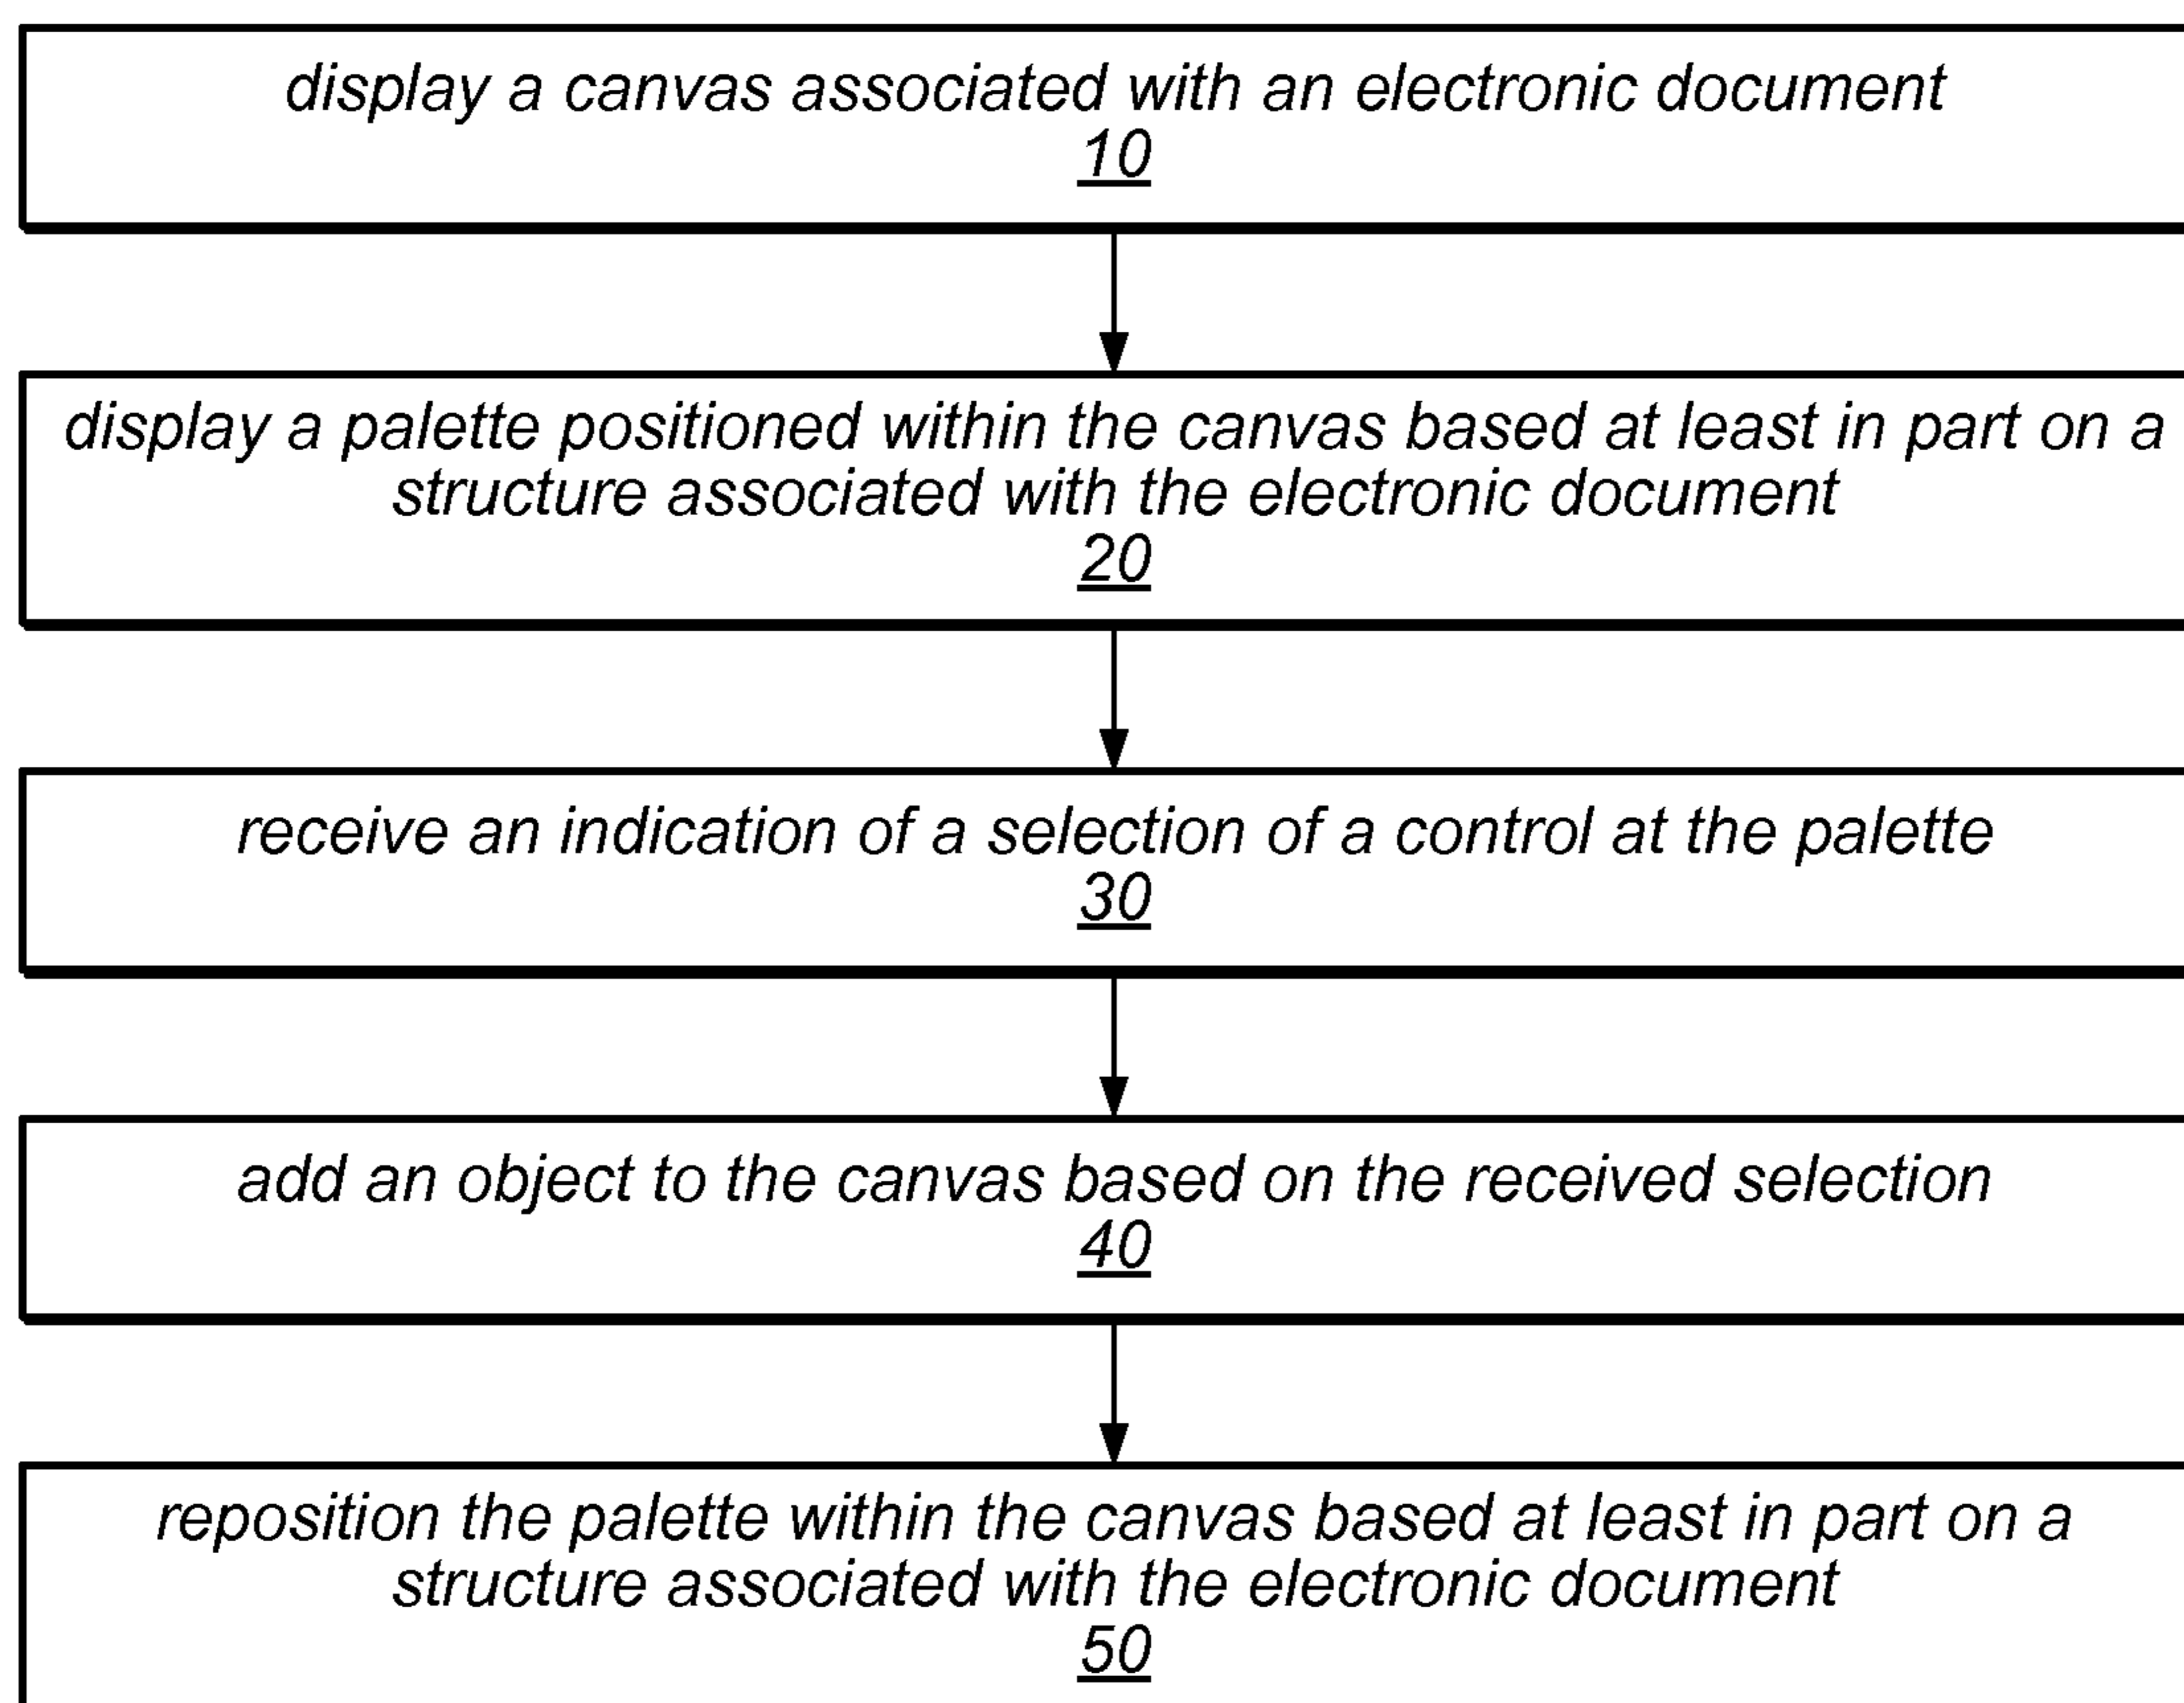 display a canvas associated with an electronic document
10
display a palette positioned within the canvas based at least in part on a
structure associated with the electronic document
20
receive an indication of a selection of a control at the palette
30
add an object to the canvas based on the received selection
40
reposition the palette within the canvas based at least in part on a
structure associated with the electronic document
50